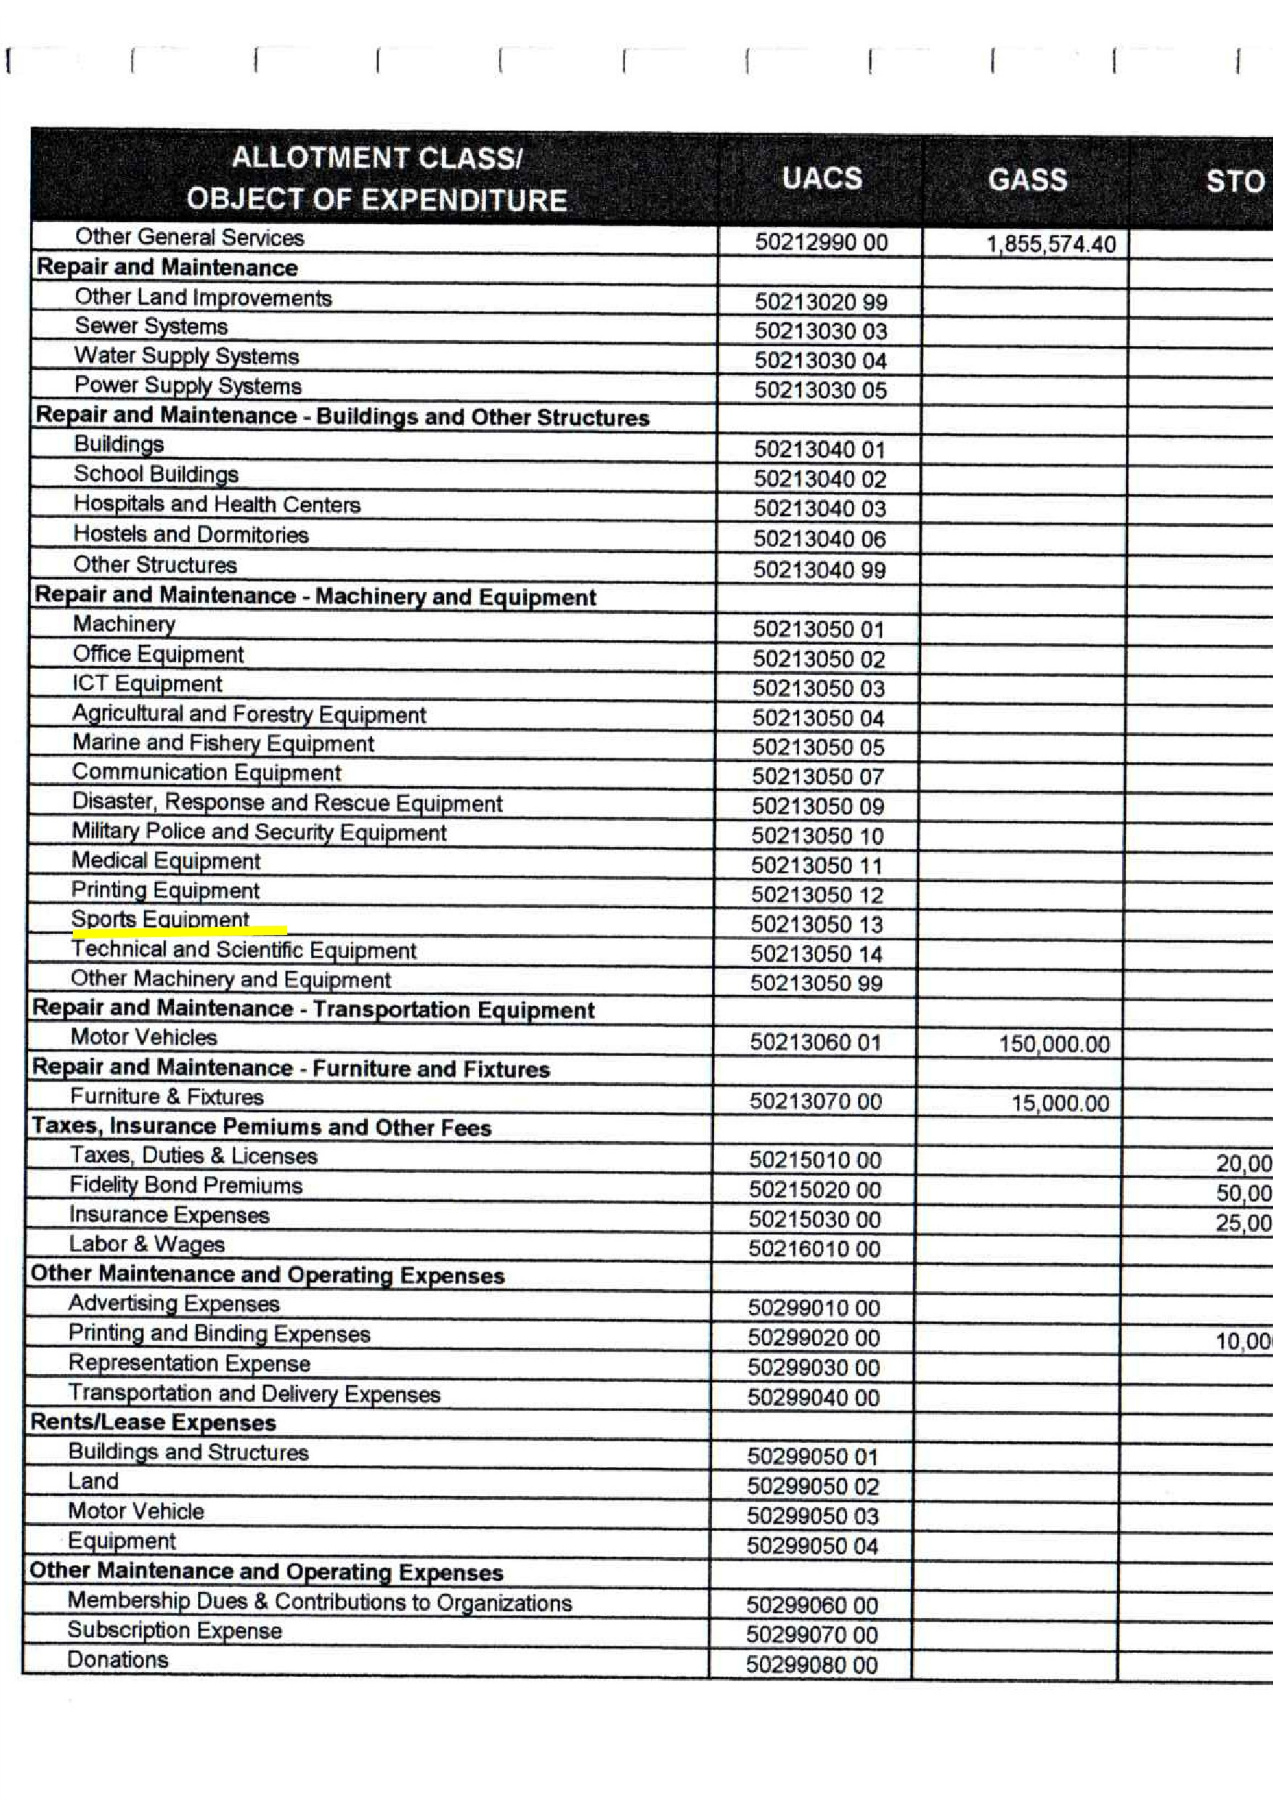 ALLOTMENT CLASS/
OBJECT OF EXPENDITURE UACS GASS STO
Other General Services 50212990 00 1,855,574.40
Repair and Maintenance
Other Land Improvements 50213020 99
Sewer Systems 50213030 03
Water Supply Systems 50213030 04
Power Supply Systems 50213030 05
Repair and Maintenance - Buildings and Other Structures
Buildings 50213040 01
School Buildings 50213040 02
Hospitals and Health Centers 50213040 03
Hostels and Dormitories 50213040 06
Other Structures 50213040 99
Repair and Maintenance - Machinery and Equipment
Machinery 50213050 01
Office Equipment 50213050 02
ICT Equipment 50213050 03
Agricultural and Forestry Equipment 50213050 04
Marine and Fishery Equipment 50213050 05
Communication Equipment 50213050 07
Disaster, Response and Rescue Equipment 50213050 09
Military Police and Security Equipment 50213050 10
Medical Equipment 50213050 11
Printing Equipment 50213050 12
Sports Equipment 50213050 13
Technical and Scientific Equipment 50213050 14
Other Machinery and Equipment 50213050 99
Repair and Maintenance - Transportation Equipment
Motor Vehicles 50213060 01 150,000.00
Repair and Maintenance - Furniture and Fixtures
Furniture & Fixtures 50213070 00 15,000.00
Taxes, Insurance Pemiums and Other Fees
Taxes, Duties & Licenses 50215010 00 20,00
Fidelity Bond Premiums 50215020 00 50,00
Insurance Expenses 50215030 00 25,00
Labor & Wages 50216010 00
Other Maintenance and Operating Expenses
Advertising Expenses 50299010 00
Printing and Binding Expenses 50299020 00 10,00
Representation Expense 50299030 00
Transportation and Delivery Expenses 50299040 00
Rents/Lease Expenses
Buildings and Structures 50299050 01
Land 50299050 02
Motor Vehicle 50299050 03
Equipment 50299050 04
Other Maintenance and Operating Expenses
Membership Dues & Contributions to Organizations 50299060 00
Subscription Expense 50299070 00
Donations 50299080 00